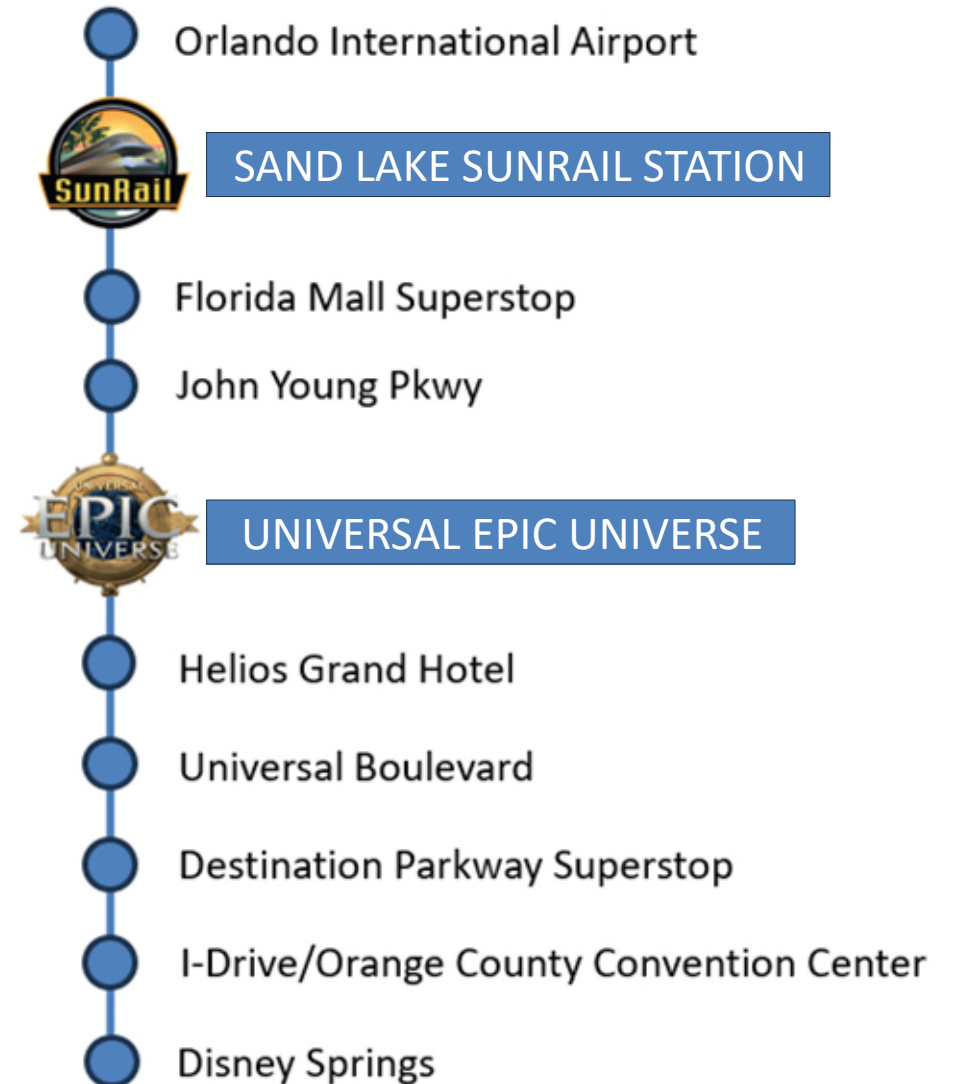 Orlando International Airport
SunRail
SAND LAKE SUNRAIL STATION
Florida Mall Superstop
John Young Pkwy
UNIVERSAL
EPIC
UNIVERSE
UNIVERSAL EPIC UNIVERSE
Helios Grand Hotel
Universal Boulevard
Destination Parkway Superstop
I-Drive/Orange County Convention Center
Disney Springs